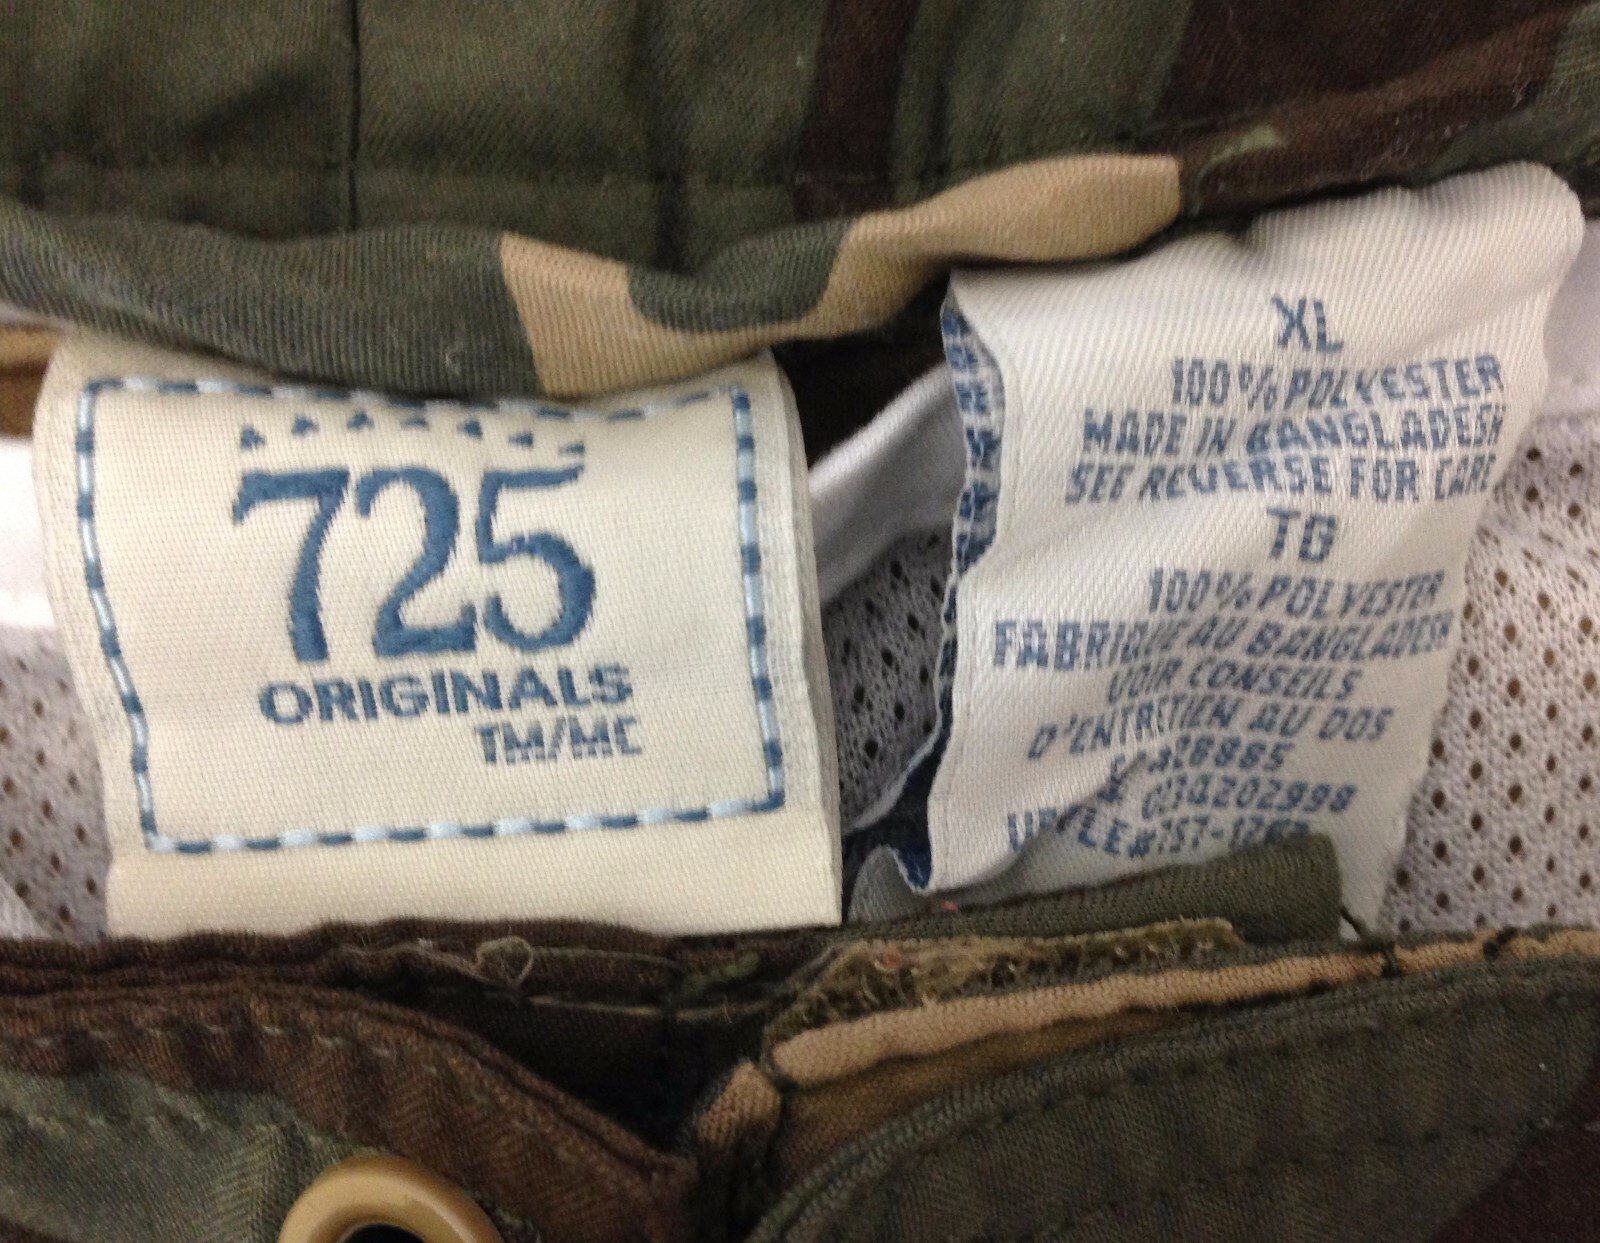 725
ORIGINALS
TM/MC
XL
100% POLYESTER
MADE IN BANGLADESH
SEE REVERSE FOR CARE
TG
100% POLYESTER
FABRIQUE AU BANGLADESH
VOIR CONSEILS
D'ENTRETIEN AU DOS